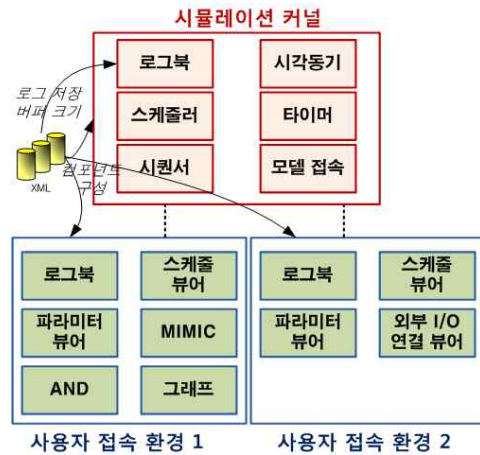 시뮬레이션 커널
로그북
시각동기
로그 저장
버퍼 크기
스케줄러
타이머
XML
컴포넌트
구성
시퀀서
모델 접속
로그북
스케줄
뷰어
파라미터
뷰어
MIMIC
AND
그래프
로그북
스케줄
뷰어
파라미터
뷰어
외부 I/O
연결 뷰어
사용자 접속 환경 1
사용자 접속 환경 2